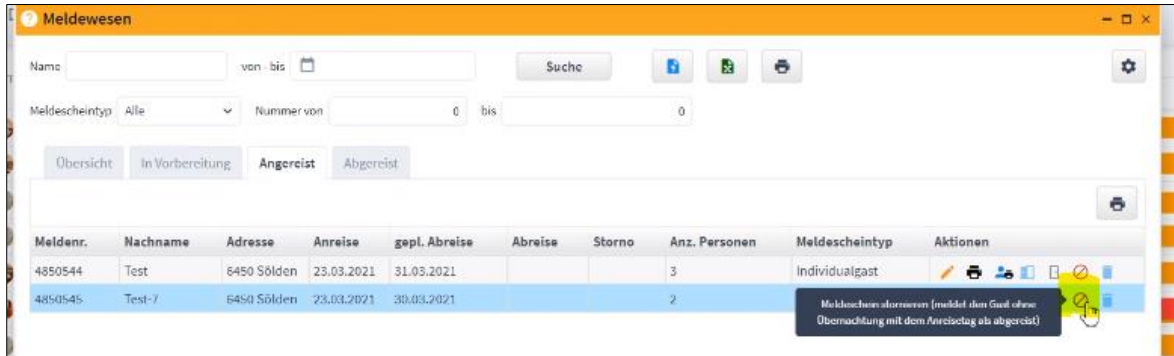 Meldewesen
Name von - bis Suche
Meldescheintyp Alle Nummer von 0 bis 0
Übersicht In Vorbereitung Angereist Abgereist
Meldenr. Nachname Adresse Anreise gepl. Abreise Abreise Storno Anz. Personen Meldescheintyp Aktionen
4850544 Test 6450 Sölden 23.03.2021 31.03.2021 3 Individualgast
4850545 Test-7 6450 Sölden 23.03.2021 30.03.2021 2
Meldeschein stornieren (meldet den Gast ohne
Übernachtung mit dem Anreisetag als abgereist)